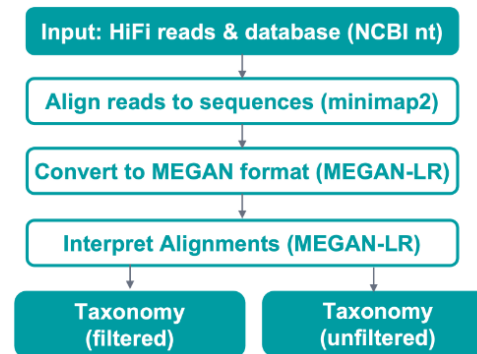 Input: HiFi reads & database (NCBI nt)
Align reads to sequences (minimap2)
Convert to MEGAN format (MEGAN-LR)
Interpret Alignments (MEGAN-LR)
Taxonomy
(filtered)
Taxonomy
(unfiltered)